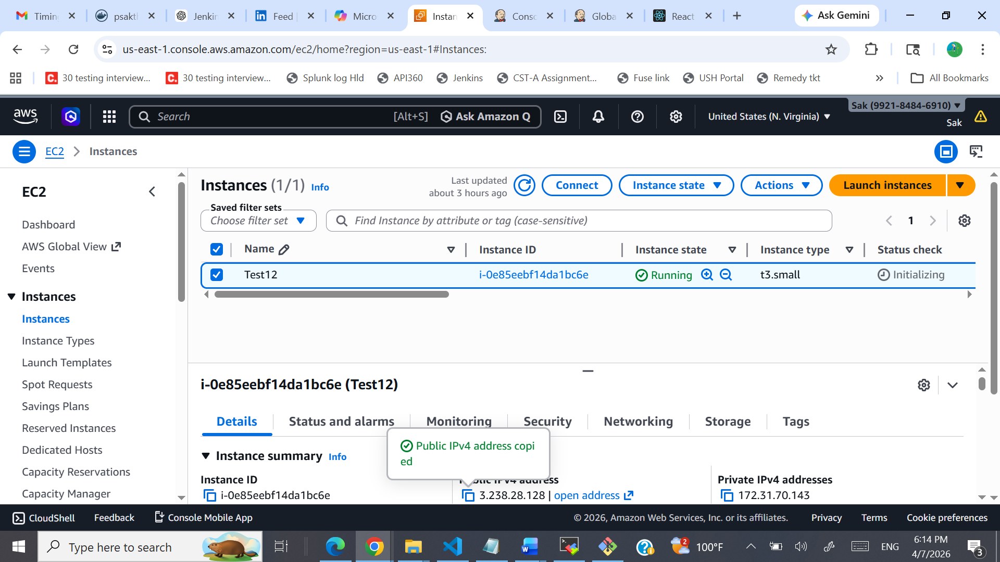 Timing
psakt
Jenkin
Feed
Micro
Instan
Conso
Globa
React
Ask Gemini
us-east-1.console.aws.amazon.com/ec2/home?region=us-east-1#Instances:
30 testing interview...
30 testing interview...
Splunk log Hld
API360
Jenkins
CST-A Assignment...
Fuse link
USH Portal
Remedy tkt
All Bookmarks
aws
Search
[Alt+S]
Ask Amazon Q
United States (N. Virginia)
Sak (9921-8484-6910)
Sak
EC2
Instances
EC2
Dashboard
AWS Global View
Events
Instances
Instances
Instance Types
Launch Templates
Spot Requests
Savings Plans
Reserved Instances
Dedicated Hosts
Capacity Reservations
Capacity Manager
Instances (1/1) Info
Last updated
about 3 hours ago
Connect
Instance state
Actions
Launch instances
Saved filter sets
Choose filter set
Find Instance by attribute or tag (case-sensitive)
1
Name
Instance ID
Instance state
Instance type
Status check
Test12
i-0e85eebf14da1bc6e
Running
t3.small
Initializing
i-0e85eebf14da1bc6e (Test12)
Details
Status and alarms
Monitoring
Security
Networking
Storage
Tags
Public IPv4 address copi
ed
Instance summary Info
Instance ID
i-0e85eebf14da1bc6e
Public IPv4 address
3.238.28.128 | open address
Private IPv4 addresses
172.31.70.143
CloudShell
Feedback
Console Mobile App
© 2026, Amazon Web Services, Inc. or its affiliates.
Privacy
Terms
Cookie preferences
Type here to search
2
100°F
ENG
6:14 PM
4/7/2026
3